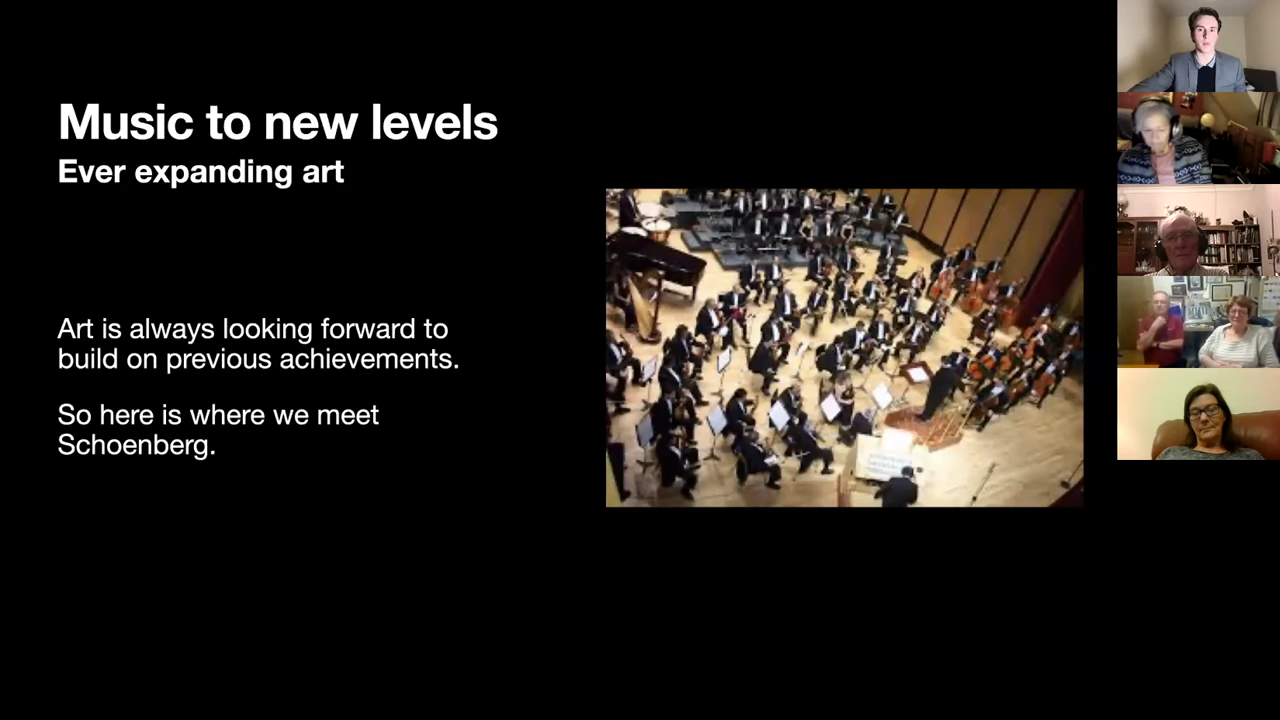 Music to new levels
Ever expanding art
Art is always looking forward to
build on previous achievements.
So here is where we meet
Schoenberg.